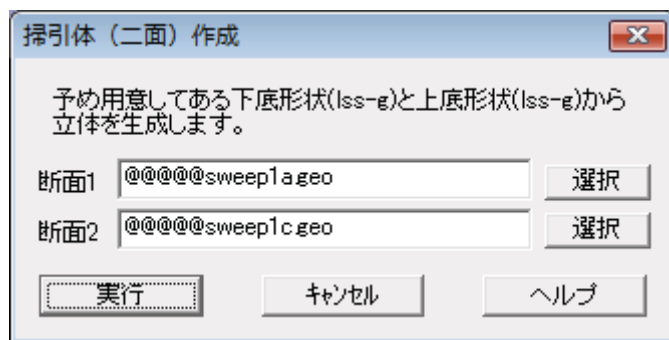 掃引体（二面）作成
予め用意してある下底形状(lss-g)と上底形状(lss-g)から
立体を生成します。
断面1 @@@@@sweep1a.geo 選択
断面2 @@@@@sweep1c.geo 選択
実行 ｷｬﾝｾﾙ ヘルプ